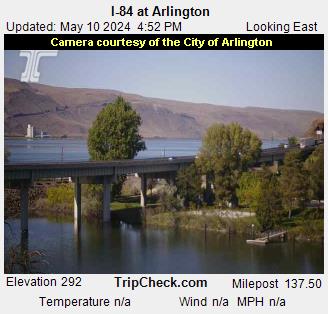 I-84 at Arlington
Updated: May 10 2024 4:52 PM Looking East
Camera courtesy of the City of Arlington
Elevation 292 TripCheck.com Milepost 137.50
Temperature n/a Wind n/a MPH n/a